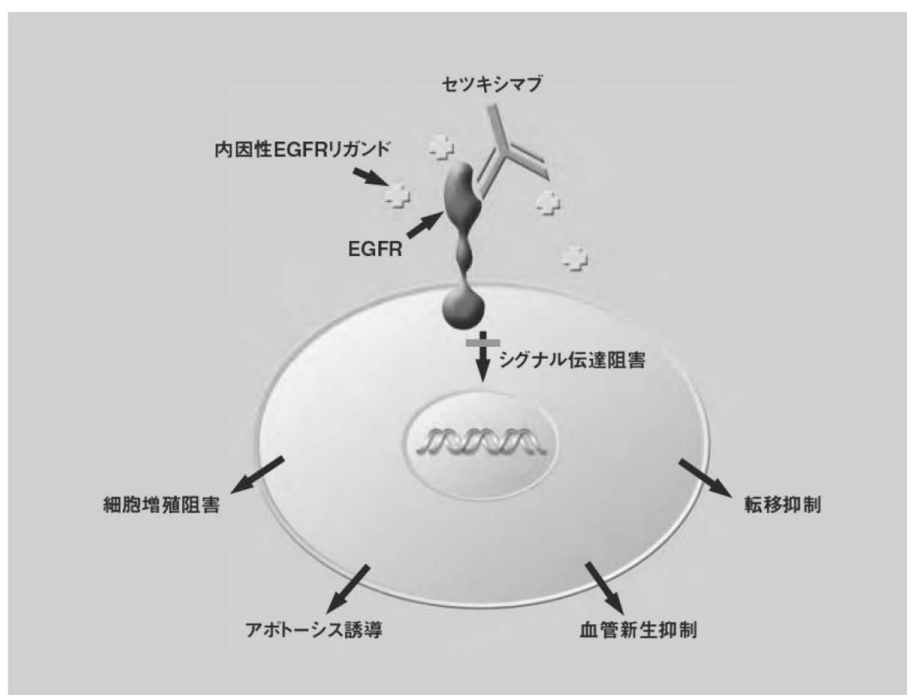 セツキシマブ
内因性EGFRリガンド
EGFR
シグナル伝達阻害
細胞増殖阻害
転移抑制
アポトーシス誘導
血管新生抑制